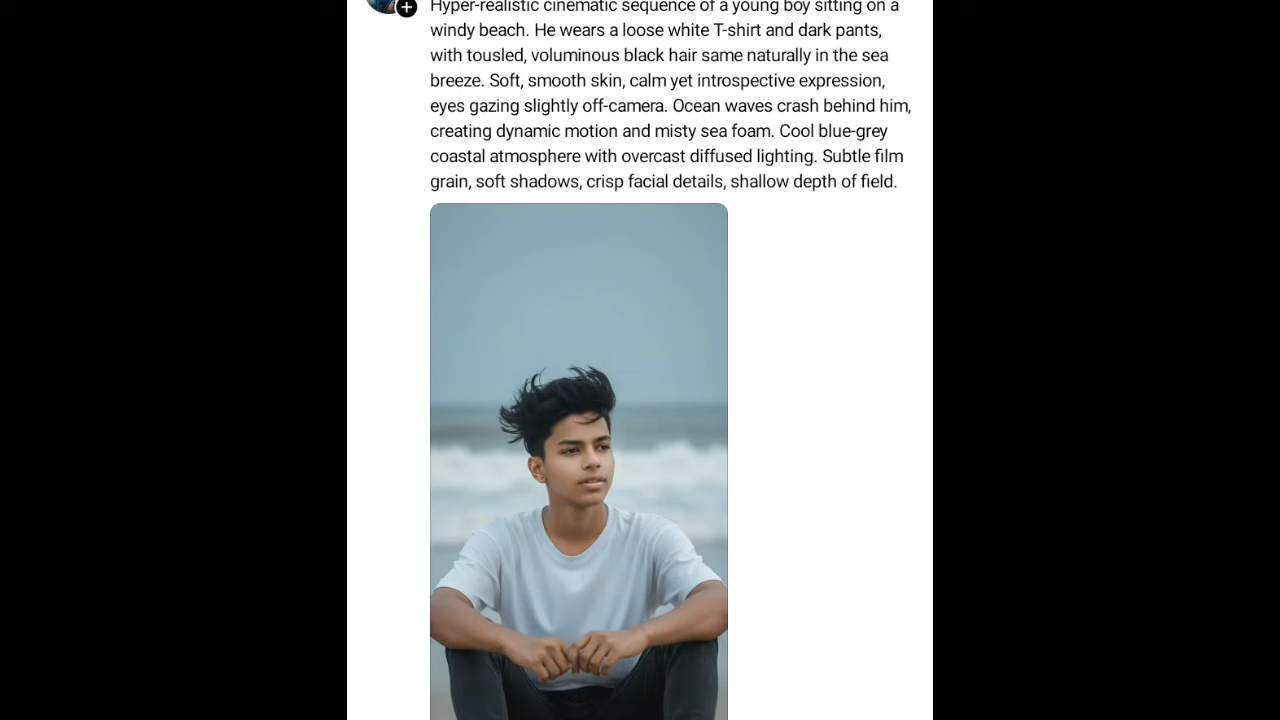 Hyper-realistic cinematic sequence of a young boy sitting on a
windy beach. He wears a loose white T-shirt and dark pants,
with tousled, voluminous black hair same naturally in the sea
breeze. Soft, smooth skin, calm yet introspective expression,
eyes gazing slightly off-camera. Ocean waves crash behind him,
creating dynamic motion and misty sea foam. Cool blue-grey
coastal atmosphere with overcast diffused lighting. Subtle film
grain, soft shadows, crisp facial details, shallow depth of field.